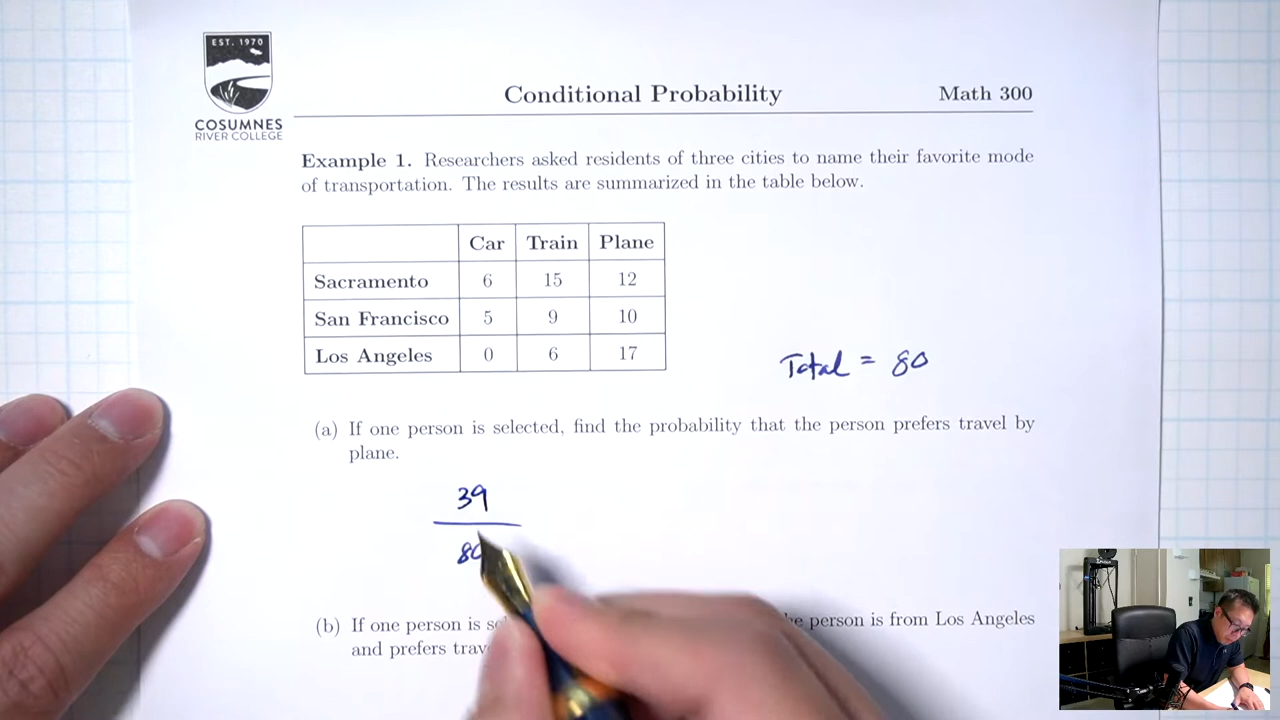 EST. 1970
COSUMNES
RIVER COLLEGE
Conditional Probability Math 300
Example 1. Researchers asked residents of three cities to name their favorite mode
of transportation. The results are summarized in the table below.
Car Train Plane
Sacramento 6 15 12
San Francisco 5 9 10
Los Angeles 0 6 17
Total = 80
(a) If one person is selected, find the probability that the person prefers travel by
plane.
39
80
(b) If one person is person is from Los Angeles
and prefers